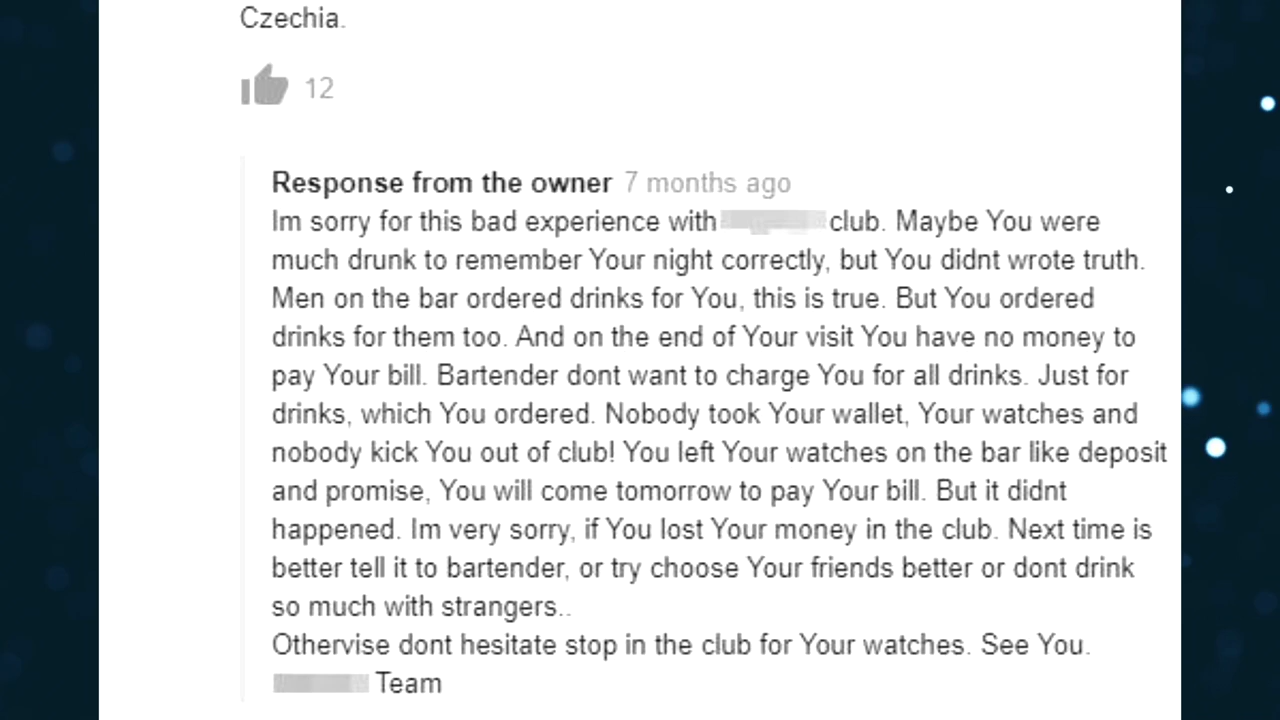 Czechia.
12
Response from the owner 7 months ago
Im sorry for this bad experience with club. Maybe You were
much drunk to remember Your night correctly, but You didnt wrote truth.
Men on the bar ordered drinks for You, this is true. But You ordered
drinks for them too. And on the end of Your visit You have no money to
pay Your bill. Bartender dont want to charge You for all drinks. Just for
drinks, which You ordered. Nobody took Your wallet, Your watches and
nobody kick You out of club! You left Your watches on the bar like deposit
and promise, You will come tomorrow to pay Your bill. But it didnt
happened. Im very sorry, if You lost Your money in the club. Next time is
better tell it to bartender, or try choose Your friends better or dont drink
so much with strangers..
Othervise dont hesitate stop in the club for Your watches. See You.
Team